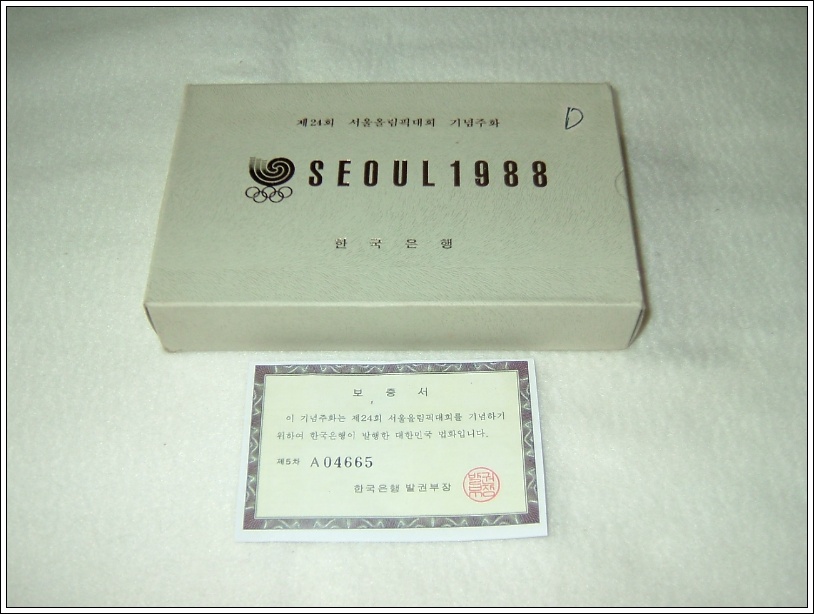 제24회 서울올림픽대회 기념주화
D
SEOUL 1988
한국은행
보증서
이 기념주화는 제24회 서울올림픽대회를 기념하기
위하여 한국은행이 발행한 대한민국 법화입니다.
제5차 A 04665
한국은행 발권부장